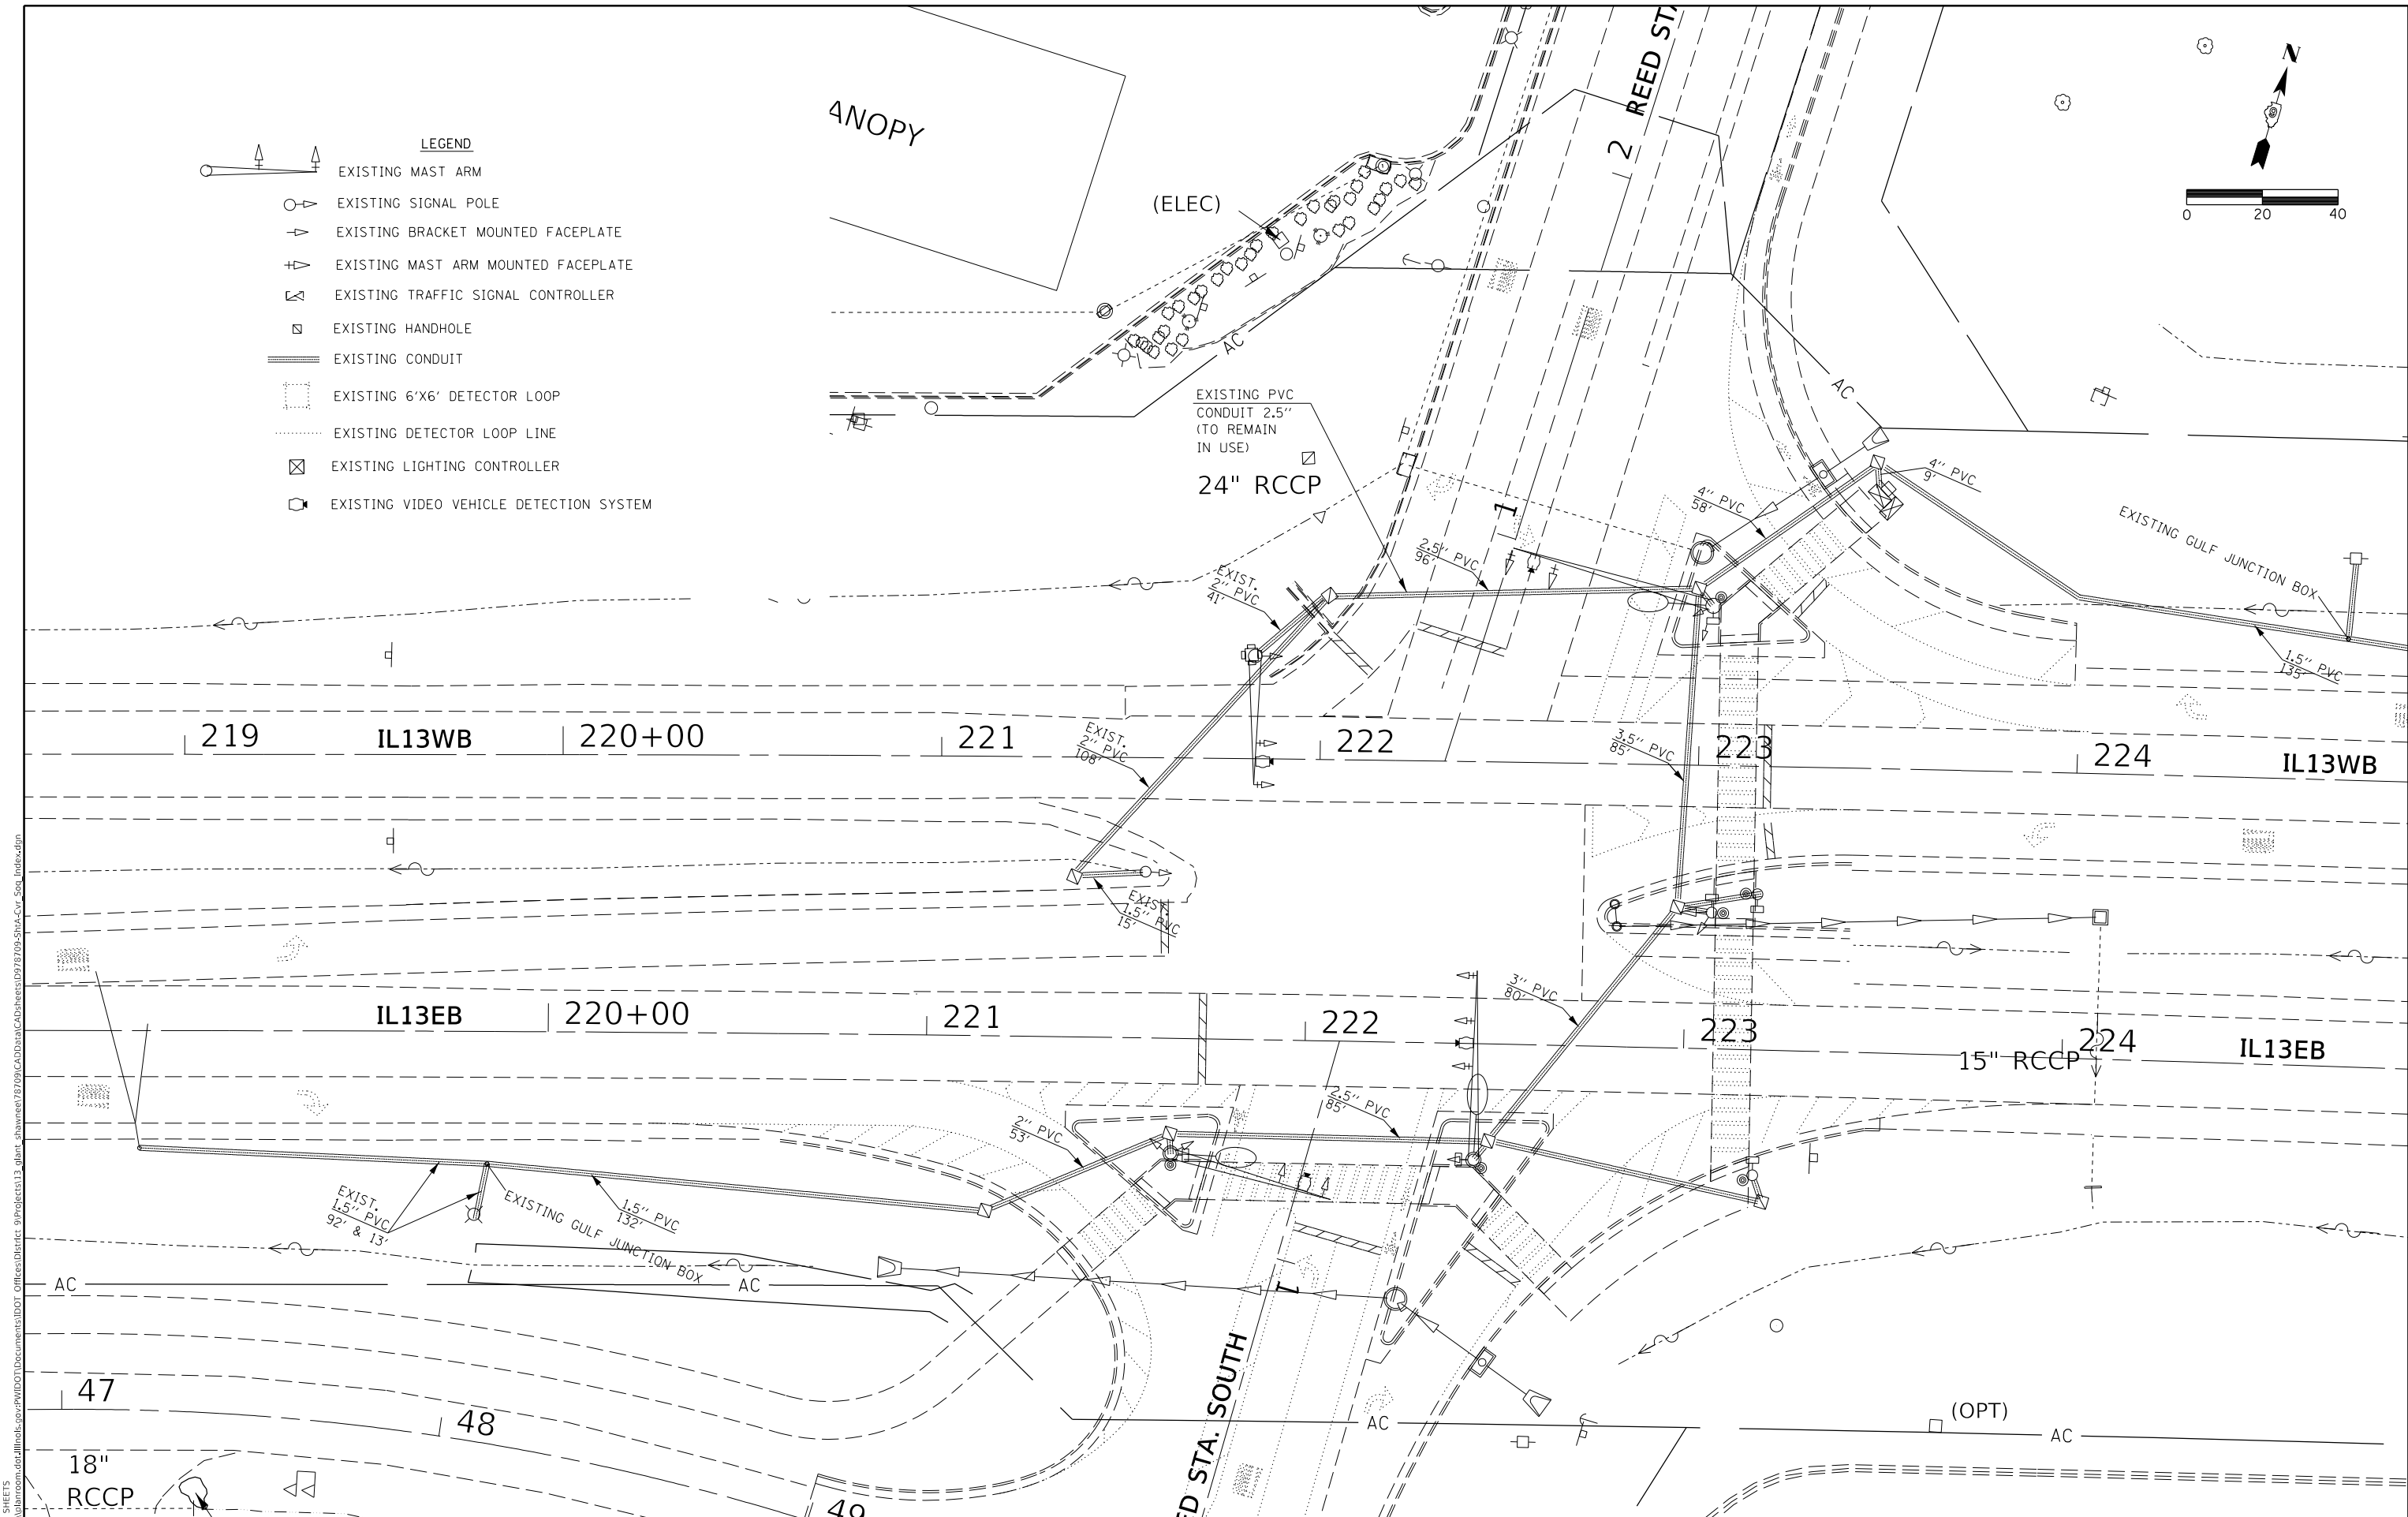 LEGEND
EXISTING MAST ARM
EXISTING SIGNAL POLE
EXISTING BRACKET MOUNTED FACEPLATE
EXISTING MAST ARM MOUNTED FACEPLATE
EXISTING TRAFFIC SIGNAL CONTROLLER
EXISTING HANDHOLE
EXISTING CONDUIT
EXISTING 6'X6' DETECTOR LOOP
EXISTING DETECTOR LOOP LINE
EXISTING LIGHTING CONTROLLER
EXISTING VIDEO VEHICLE DETECTION SYSTEM
ANOPY
(ELEC)
REED STA
2
N
0 20 40
AC
AC
EXISTING PVC
CONDUIT 2.5''
(TO REMAIN
IN USE)
24" RCCP
1
4'' PVC
58'
4'' PVC
9'
EXISTING GULF JUNCTION BOX
1.5'' PVC
135'
2.5'' PVC
96'
EXIST.
2'' PVC
41'
219 IL13WB 220+00 221 222 223 224 IL13WB
EXIST.
2'' PVC
108'
3.5'' PVC
85'
EXIST.
1.5'' PVC
15'
3'' PVC
80'
IL13EB 220+00 221 222 223 224 IL13EB
15" RCCP
2.5'' PVC
85'
2'' PVC
53'
EXIST.
1.5'' PVC
92' & 13'
1.5'' PVC
132'
EXISTING GULF JUNCTION BOX
AC
AC
1
ED STA. SOUTH
47
48
49
18"
RCCP
AC
(OPT)
AC
SHEETS